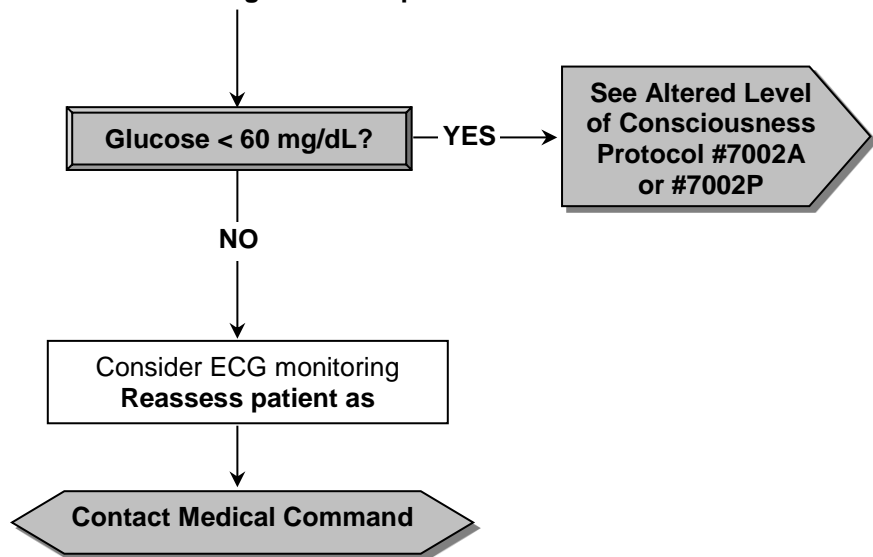 Glucose < 60 mg/dL?
YES
See Altered Level
of Consciousness
Protocol #7002A
or #7002P
NO
Consider ECG monitoring
Reassess patient as
Contact Medical Command